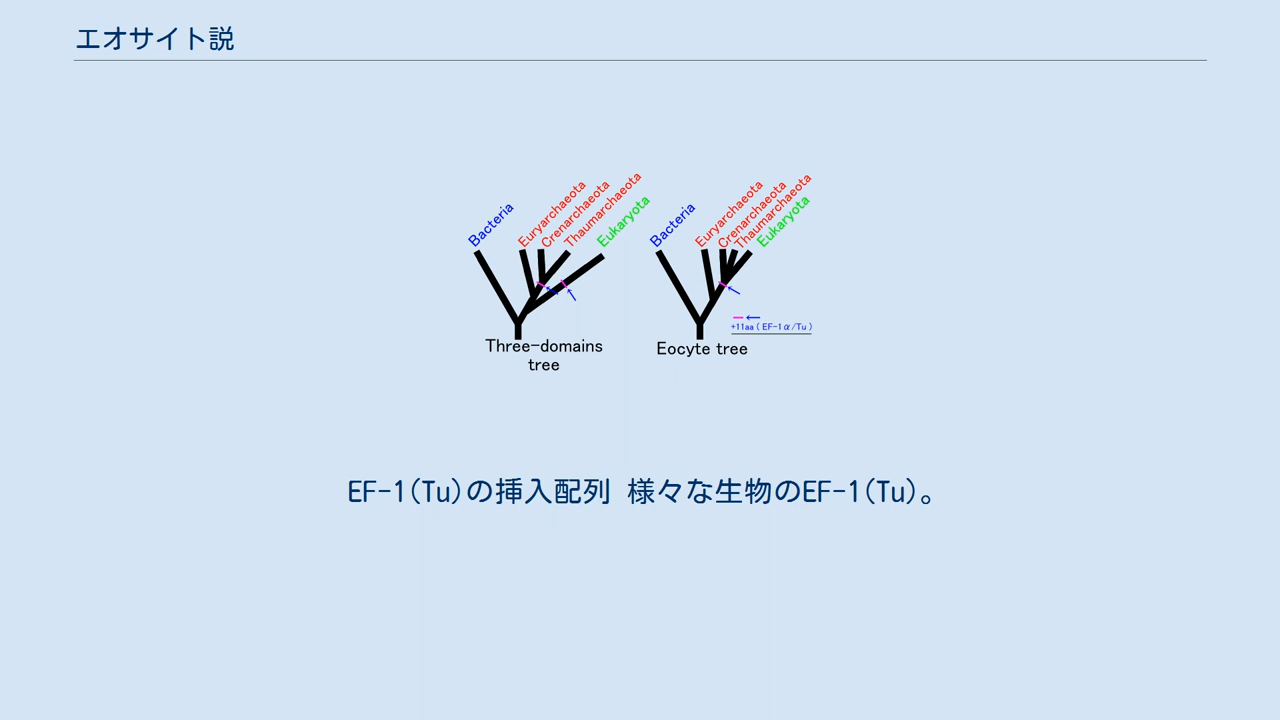 エオサイト説
Bacteria
Euryarchaeota
Crenarchaeota
Thaumarchaeota
Eukaryota
Three-domains
tree
Bacteria
Euryarchaeota
Crenarchaeota
Thaumarchaeota
Eukaryota
+11aa ( EF-1α/Tu )
Eocyte tree
EF-1(Tu)の挿入配列 様々な生物のEF-1(Tu)。